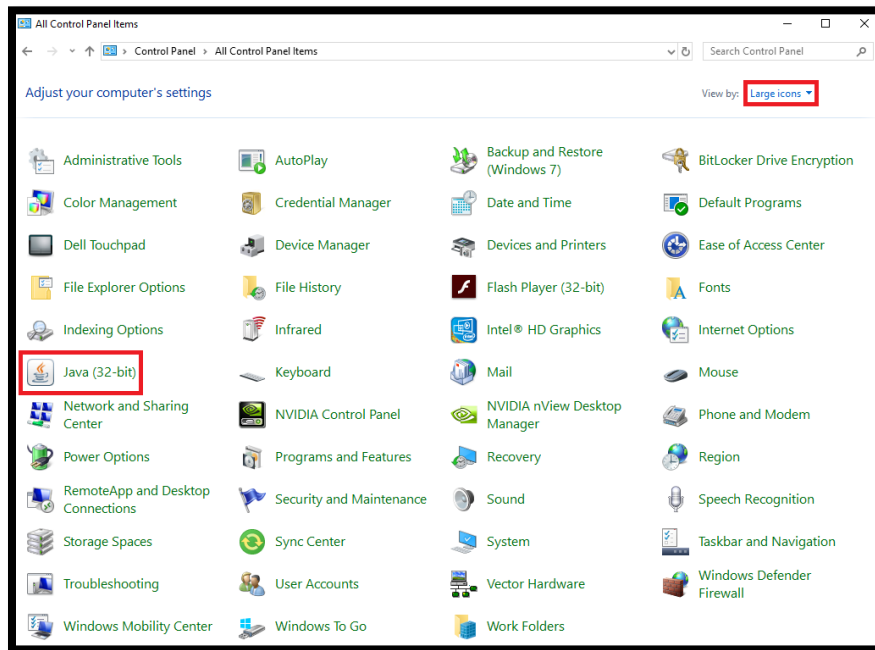 All Control Panel Items
Control Panel > All Control Panel Items
Search Control Panel
Adjust your computer's settings
View by: Large icons
Administrative Tools
AutoPlay
Backup and Restore
(Windows 7)
BitLocker Drive Encryption
Color Management
Credential Manager
Date and Time
Default Programs
Dell Touchpad
Device Manager
Devices and Printers
Ease of Access Center
File Explorer Options
File History
Flash Player (32-bit)
Fonts
Indexing Options
Infrared
Intel® HD Graphics
Internet Options
Java (32-bit)
Keyboard
Mail
Mouse
Network and Sharing
Center
NVIDIA Control Panel
NVIDIA nView Desktop
Manager
Phone and Modem
Power Options
Programs and Features
Recovery
Region
RemoteApp and Desktop
Connections
Security and Maintenance
Sound
Speech Recognition
Storage Spaces
Sync Center
System
Taskbar and Navigation
Troubleshooting
User Accounts
Vector Hardware
Windows Defender
Firewall
Windows Mobility Center
Windows To Go
Work Folders